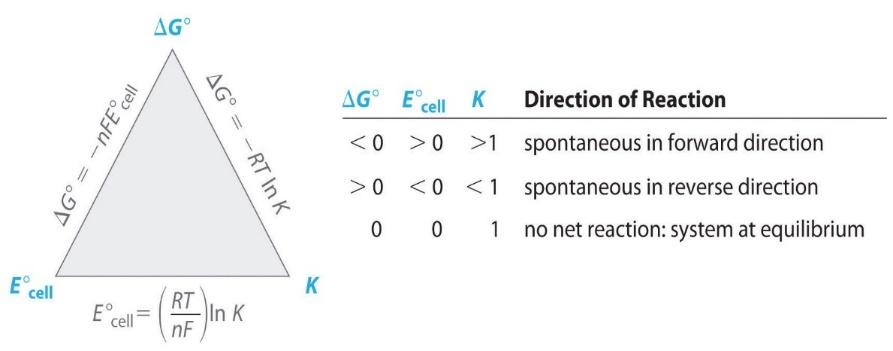 ΔG°
ΔG° = −nFE°cell
ΔG° = −RT ln K
E°cell
K
E°cell = (RT/nF) ln K
ΔG° E°cell K Direction of Reaction
< 0 > 0 >1 spontaneous in forward direction
> 0 < 0 < 1 spontaneous in reverse direction
0 0 1 no net reaction: system at equilibrium